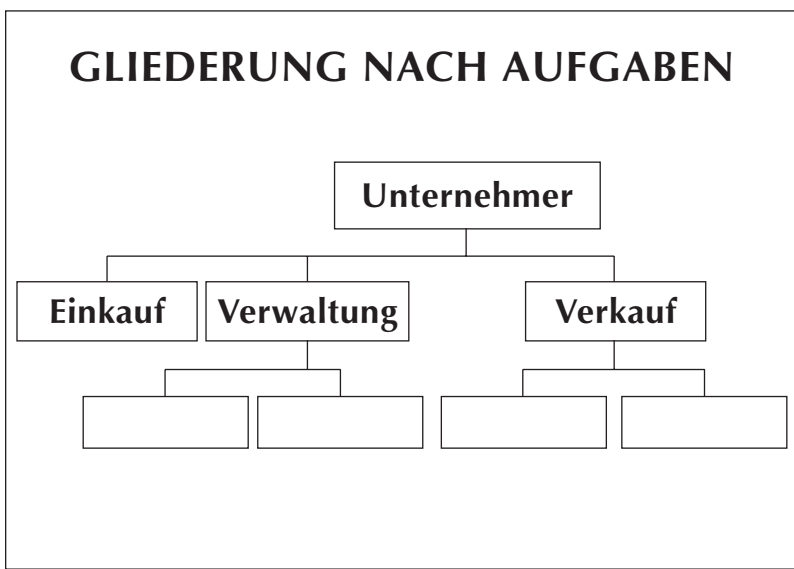 GLIEDERUNG NACH AUFGABEN
Unternehmer
Einkauf
Verwaltung
Verkauf